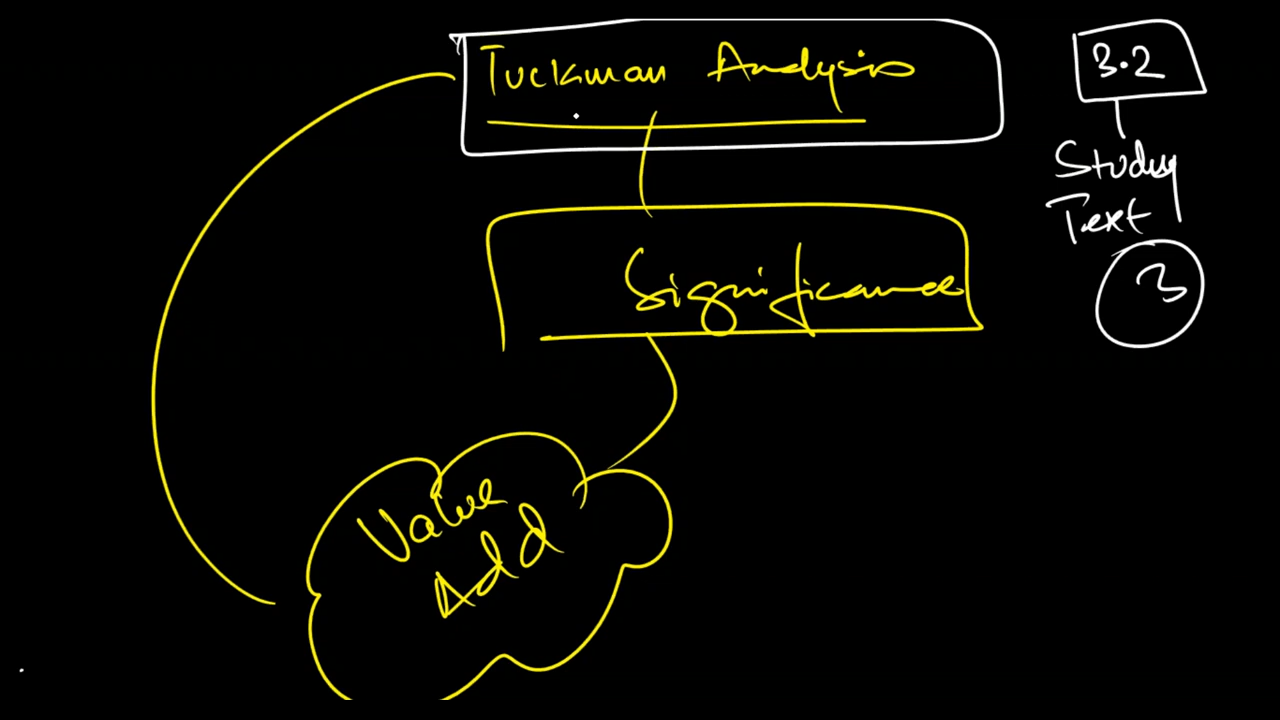 Tuckman Analysis
Significance
Value
Add
3.2
Study
Text
3